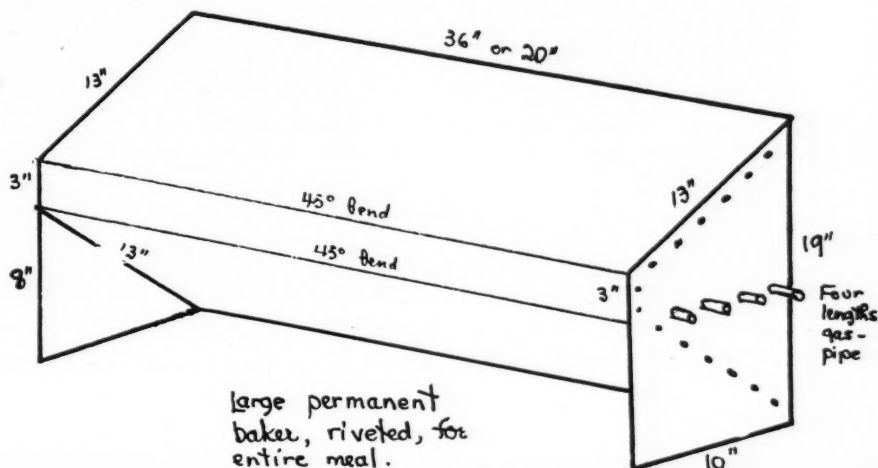 36" or 20"
13"
3"
45° Bend
13"
45° Bend
13"
8"
3"
19"
Four
lengths
gas-
pipe
Large permanent
baker, riveted, for
entire meal.
10"